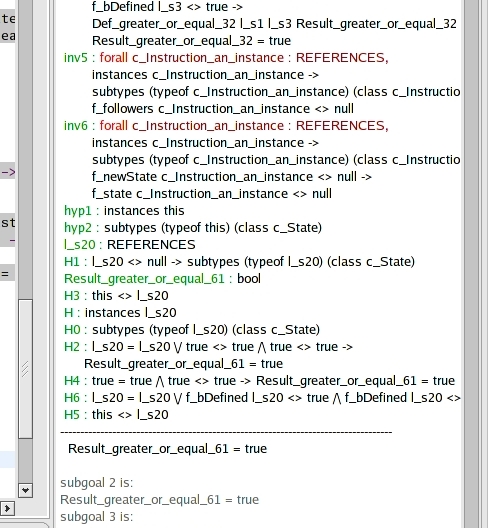 f_bDefined l_s3 <> true ->
Def_greater_or_equal_32 l_s1 l_s3 Result_greater_or_equal_32
Result_greater_or_equal_32 = true
inv5 : forall c_Instruction_an_instance : REFERENCES,
instances c_Instruction_an_instance ->
subtypes (typeof c_Instruction_an_instance) (class c_Instructio
f_followers c_Instruction_an_instance <> null
inv6 : forall c_Instruction_an_instance : REFERENCES,
instances c_Instruction_an_instance ->
subtypes (typeof c_Instruction_an_instance) (class c_Instructio
f_newState c_Instruction_an_instance <> null ->
f_state c_Instruction_an_instance <> null
hyp1 : instances this
hyp2 : subtypes (typeof this) (class c_State)
l_s20 : REFERENCES
H1 : l_s20 <> null -> subtypes (typeof l_s20) (class c_State)
Result_greater_or_equal_61 : bool
H3 : this <> l_s20
H : instances l_s20
H0 : subtypes (typeof l_s20) (class c_State)
H2 : l_s20 = l_s20 \/ true <> true /\ true <> true ->
Result_greater_or_equal_61 = true
H4 : true = true /\ true <> true -> Result_greater_or_equal_61 = true
H6 : l_s20 = l_s20 \/ f_bDefined l_s20 <> true /\ f_bDefined l_s20 <>
H5 : this <> l_s20
Result_greater_or_equal_61 = true
subgoal 2 is:
Result_greater_or_equal_61 = true
subgoal 3 is: